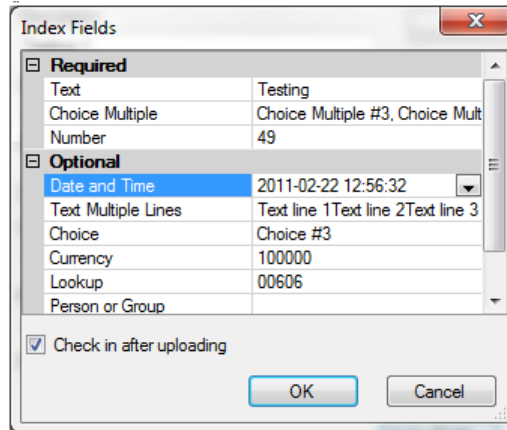 Index Fields
Required
Text Testing
Choice Multiple Choice Multiple #3, Choice Mult
Number 49
Optional
Date and Time 2011-02-22 12:56:32
Text Multiple Lines Text line 1Text line 2Text line 3
Choice Choice #3
Currency 100000
Lookup 00606
Person or Group
Check in after uploading
OK Cancel